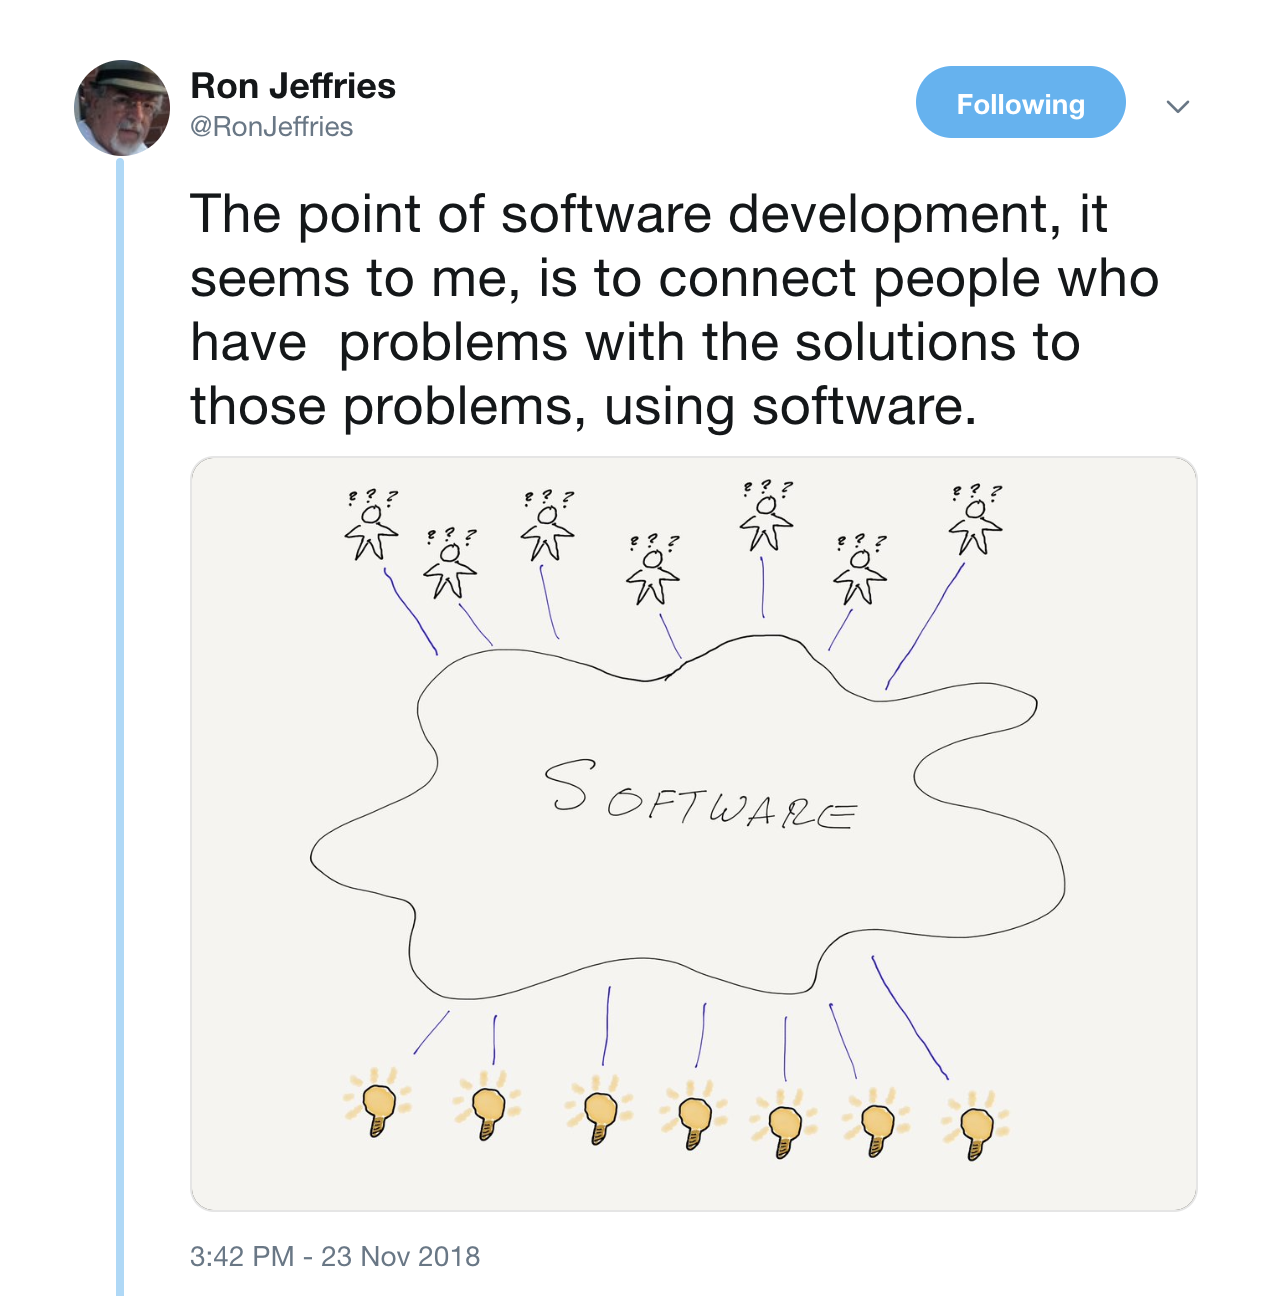 Ron Jeffries
@RonJeffries
Following
The point of software development, it
seems to me, is to connect people who
have  problems with the solutions to
those problems, using software.
? ? ?
? ? ?
? ? ?
? ? ?
? ? ?
? ? ?
? ? ?
SOFTWARE
3:42 PM - 23 Nov 2018